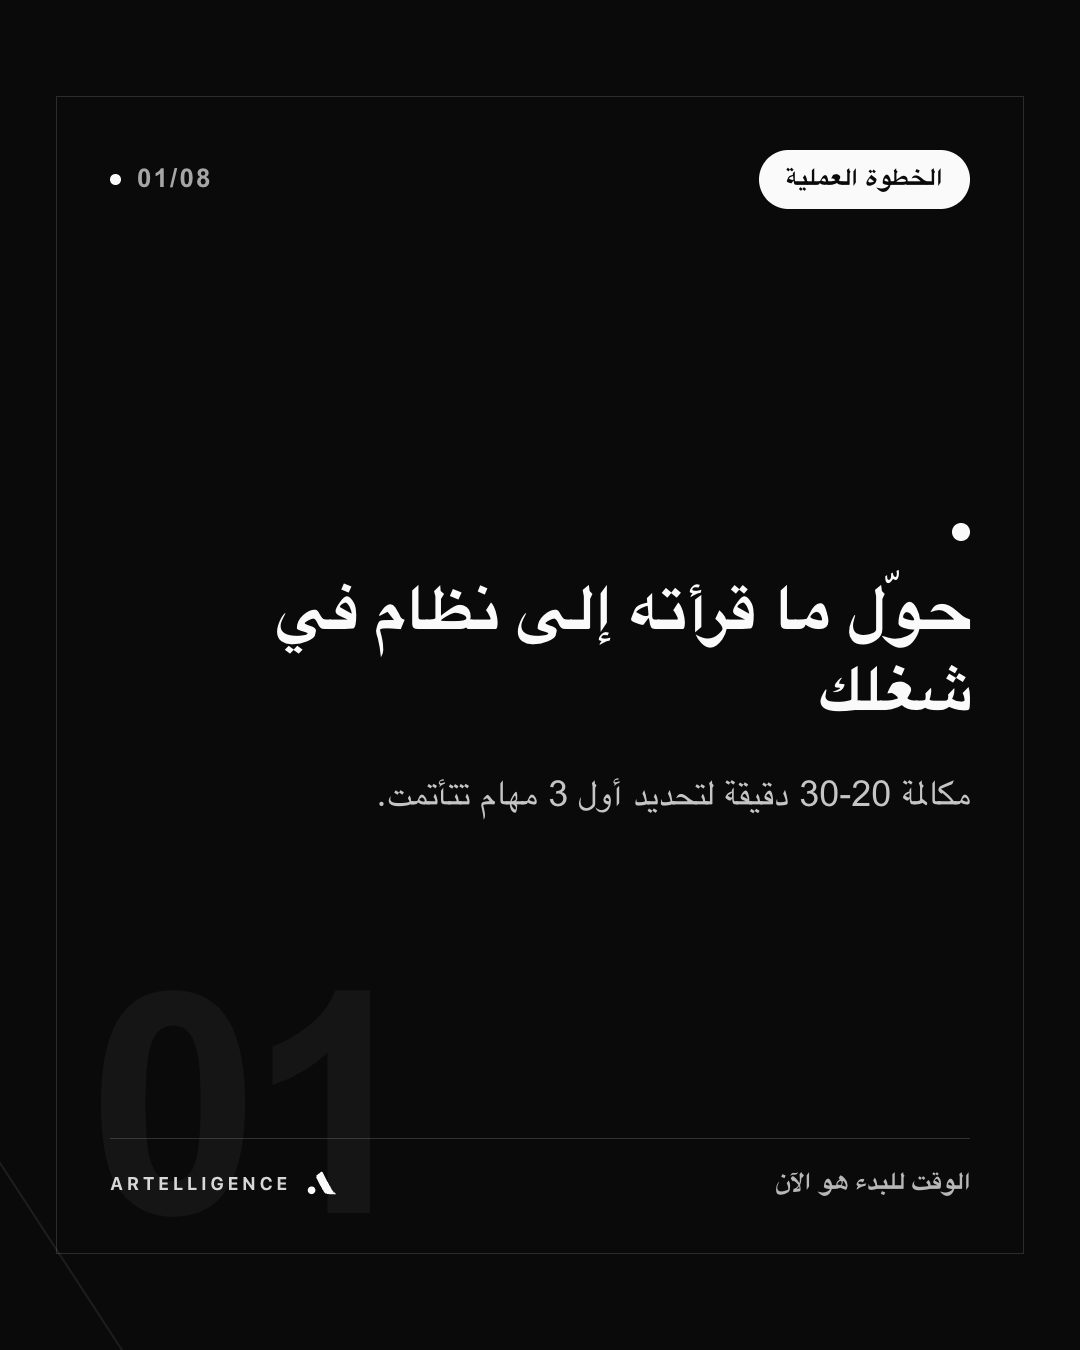 الخطوة العملية
01/08
حوّل ما قرأته إلى نظام في
شغلك
مكالمة 20-30 دقيقة لتحديد أول 3 مهام تتأتمت.
01
الوقت للبدء هو الآن
ARTELLIGENCE